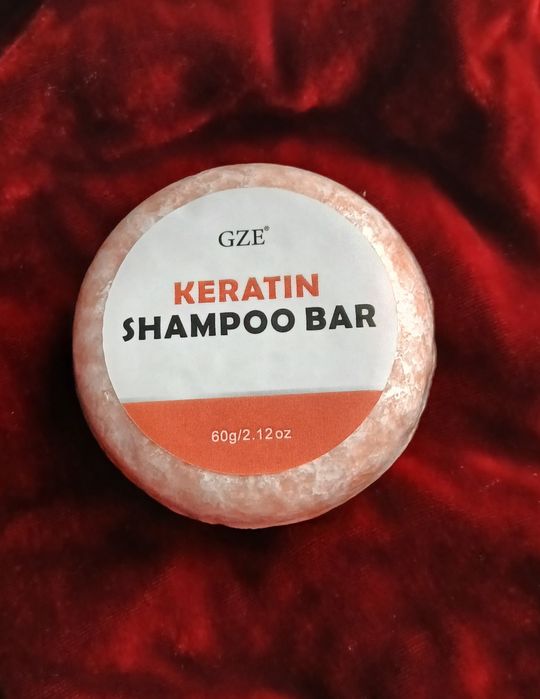 GZE®
KERATIN
SHAMPOO BAR
60g/2.12oz